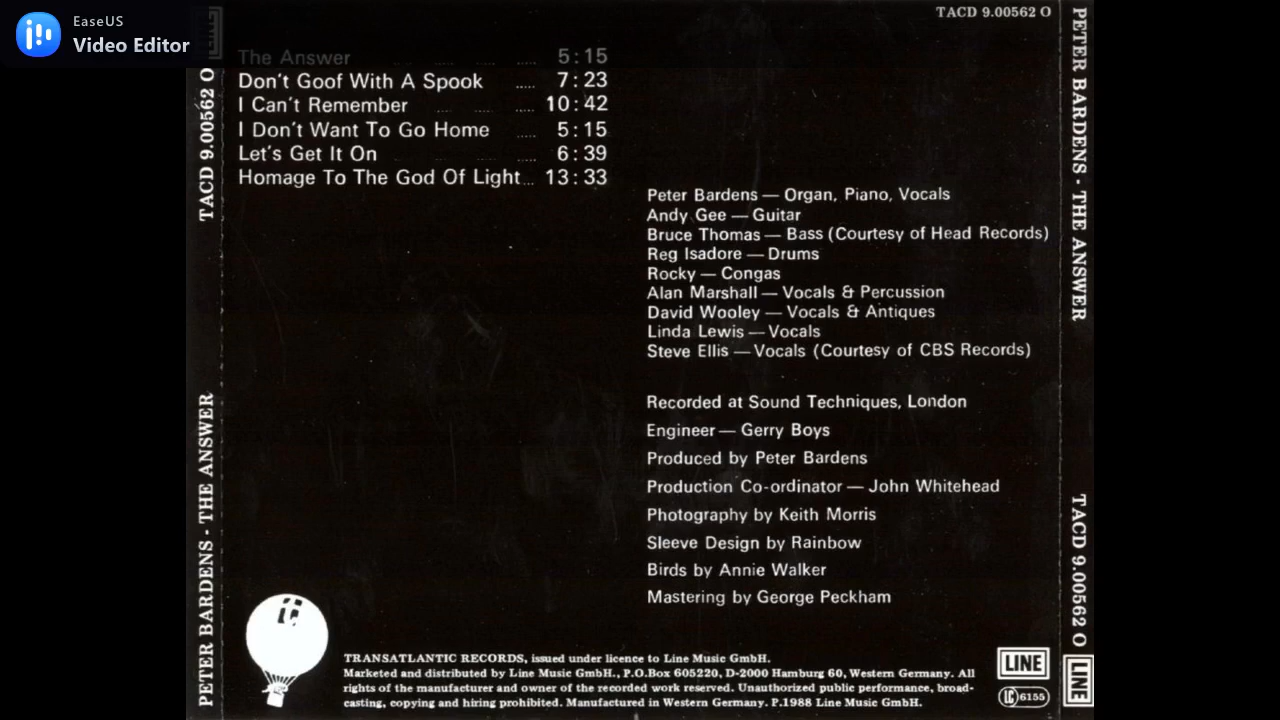 EaseUS
Video Editor
TACD 9.00562 O
The Answer ..... 5:15
Don't Goof With A Spook ..... 7:23
I Can't Remember ..... 10:42
I Don't Want To Go Home ..... 5:15
Let's Get It On ..... 6:39
Homage To The God Of Light ... 13:33
Peter Bardens — Organ, Piano, Vocals
Andy Gee — Guitar
Bruce Thomas — Bass (Courtesy of Head Records)
Reg Isadore — Drums
Rocky — Congas
Alan Marshall — Vocals & Percussion
David Wooley — Vocals & Antiques
Linda Lewis — Vocals
Steve Ellis — Vocals (Courtesy of CBS Records)
Recorded at Sound Techniques, London
Engineer — Gerry Boys
Produced by Peter Bardens
Production Co-ordinator — John Whitehead
Photography by Keith Morris
Sleeve Design by Rainbow
Birds by Annie Walker
Mastering by George Peckham
TRANSATLANTIC RECORDS, issued under licence to Line Music GmbH.
Marketed and distributed by Line Music GmbH., P.O.Box 605220, D-2000 Hamburg 60, Western Germany. All
rights of the manufacturer and owner of the recorded work reserved. Unauthorized public performance, broad-
casting, copying and hiring prohibited. Manufactured in Western Germany. P.1988 Line Music GmbH.
LINE
LC 6155
PETER BARDENS - THE ANSWER
TACD 9.00562 O
LINE
PETER BARDENS - THE ANSWER
TACD 9.00562 O
LINE